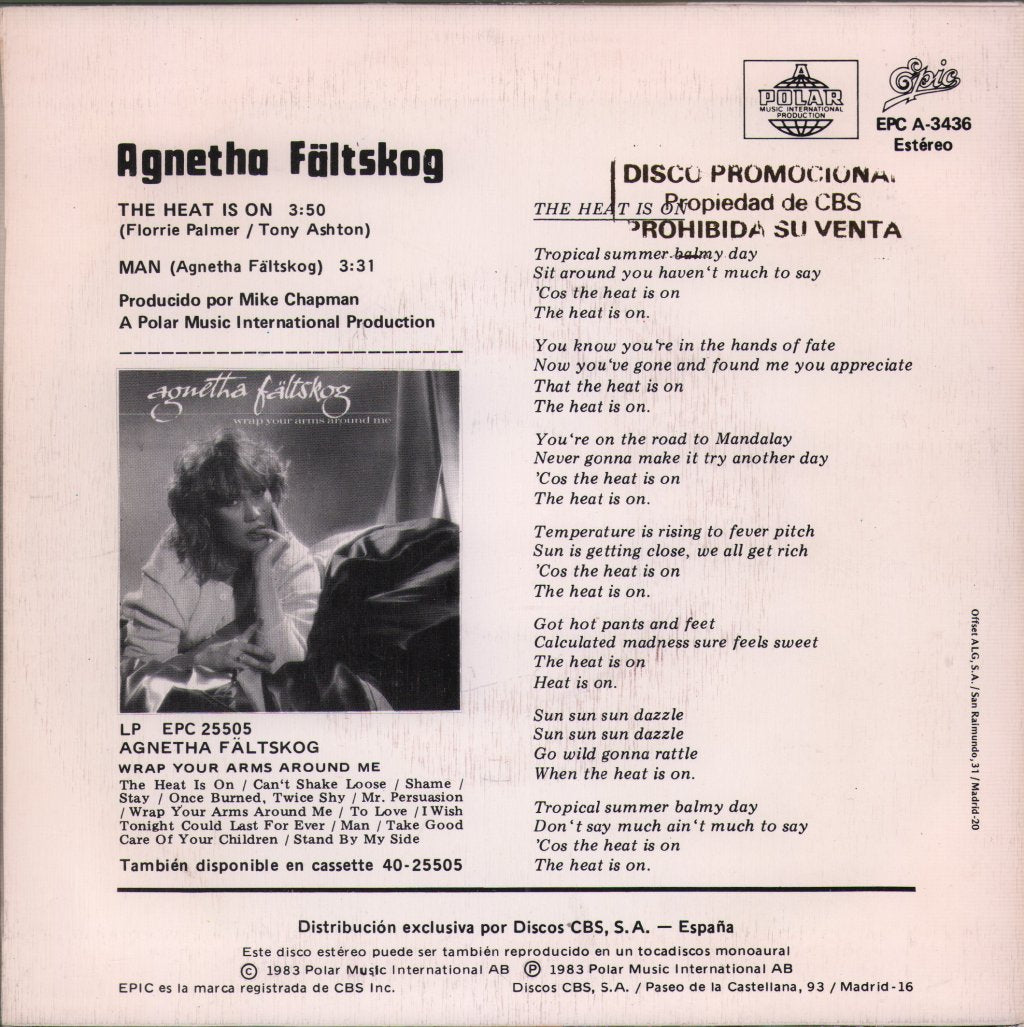 A
POLAR
MUSIC INTERNATIONAL
PRODUCTION
Epic
EPC A-3436
Estéreo
Agnetha Fältskog
THE HEAT IS ON 3:50
(Florrie Palmer / Tony Ashton)
MAN (Agnetha Fältskog) 3:31
Producido por Mike Chapman
A Polar Music International Production
agnetha fältskog
wrap your arms around me
LP EPC 25505
AGNETHA FÄLTSKOG
WRAP YOUR ARMS AROUND ME
The Heat Is On / Can't Shake Loose / Shame /
Stay / Once Burned, Twice Shy / Mr. Persuasion
/ Wrap Your Arms Around Me / To Love / I Wish
Tonight Could Last For Ever / Man / Take Good
Care Of Your Children / Stand By My Side
También disponible en cassette 40-25505
DISCO PROMOCIONAL
Propiedad de CBS
PROHIBIDA SU VENTA
THE HEAT IS ON
Tropical summer balmy day
Sit around you haven't much to say
'Cos the heat is on
The heat is on.
You know you're in the hands of fate
Now you've gone and found me you appreciate
That the heat is on
The heat is on.
You're on the road to Mandalay
Never gonna make it try another day
'Cos the heat is on
The heat is on.
Temperature is rising to fever pitch
Sun is getting close, we all get rich
'Cos the heat is on
The heat is on.
Got hot pants and feet
Calculated madness sure feels sweet
The heat is on
Heat is on.
Sun sun sun dazzle
Sun sun sun dazzle
Go wild gonna rattle
When the heat is on.
Tropical summer balmy day
Don't say much ain't much to say
'Cos the heat is on
The heat is on.
Offset ALG, S.A. / San Raimundo, 31 / Madrid-20
Distribución exclusiva por Discos CBS, S.A. — España
Este disco estéreo puede ser también reproducido en un tocadiscos monoaural
© 1983 Polar Music International AB ℗ 1983 Polar Music International AB
EPIC es la marca registrada de CBS Inc. Discos CBS, S.A. / Paseo de la Castellana, 93 / Madrid-16